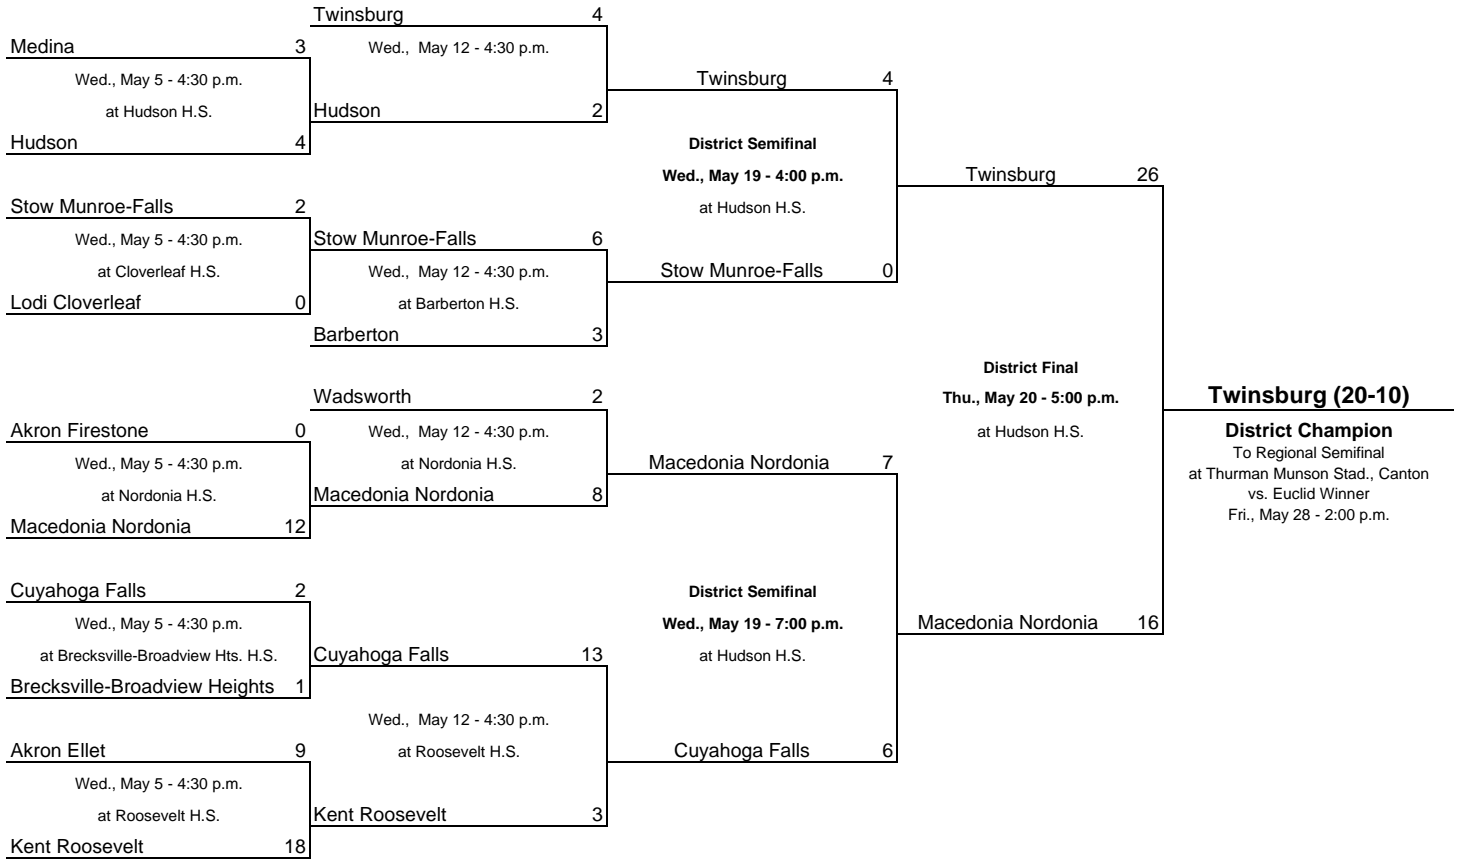 Twinsburg 4
Medina 3
Wed., May 12 - 4:30 p.m.
Wed., May 5 - 4:30 p.m.
at Hudson H.S.
Hudson 4
Hudson 2
Twinsburg 4
District Semifinal
Wed., May 19 - 4:00 p.m.
at Hudson H.S.
Twinsburg 26
Stow Munroe-Falls 2
Wed., May 5 - 4:30 p.m.
at Cloverleaf H.S.
Lodi Cloverleaf 0
Stow Munroe-Falls 6
Wed., May 12 - 4:30 p.m.
at Barberton H.S.
Barberton 3
Stow Munroe-Falls 0
District Final
Thu., May 20 - 5:00 p.m.
at Hudson H.S.
Twinsburg (20-10)
District Champion
To Regional Semifinal
at Thurman Munson Stad., Canton
vs. Euclid Winner
Fri., May 28 - 2:00 p.m.
Wadsworth 2
Akron Firestone 0
Wed., May 12 - 4:30 p.m.
Wed., May 5 - 4:30 p.m.
at Nordonia H.S.
at Nordonia H.S.
Macedonia Nordonia 8
Macedonia Nordonia 12
Macedonia Nordonia 7
District Semifinal
Wed., May 19 - 7:00 p.m.
at Hudson H.S.
Macedonia Nordonia 16
Cuyahoga Falls 2
Wed., May 5 - 4:30 p.m.
at Brecksville-Broadview Hts. H.S.
Brecksville-Broadview Heights 1
Cuyahoga Falls 13
Wed., May 12 - 4:30 p.m.
at Roosevelt H.S.
Cuyahoga Falls 6
Akron Ellet 9
Wed., May 5 - 4:30 p.m.
at Roosevelt H.S.
Kent Roosevelt 3
Kent Roosevelt 18